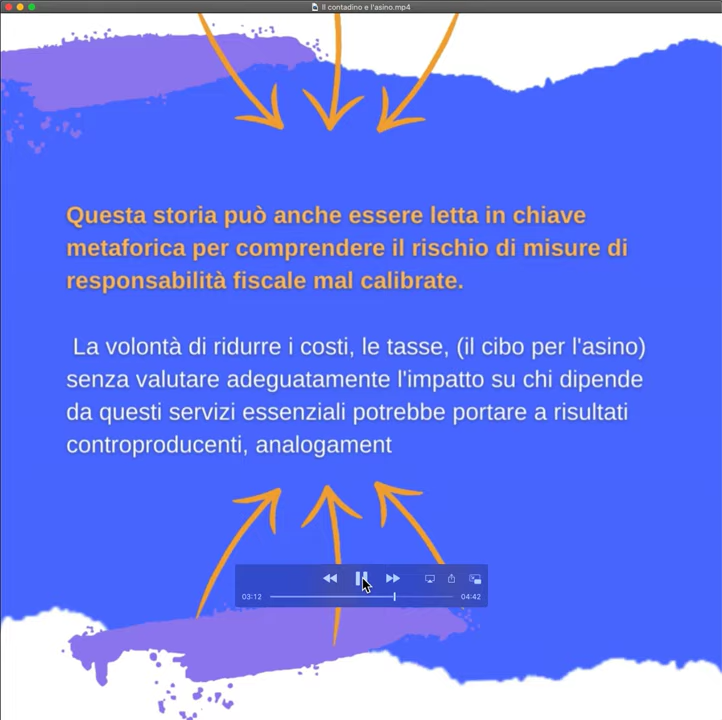 Il contadino e l'asino.mp4
Questa storia può anche essere letta in chiave
metaforica per comprendere il rischio di misure di
responsabilità fiscale mal calibrate.
La volontà di ridurre i costi, le tasse, (il cibo per l'asino)
senza valutare adeguatamente l'impatto su chi dipende
da questi servizi essenziali potrebbe portare a risultati
controproducenti, analogament
03:12
04:42